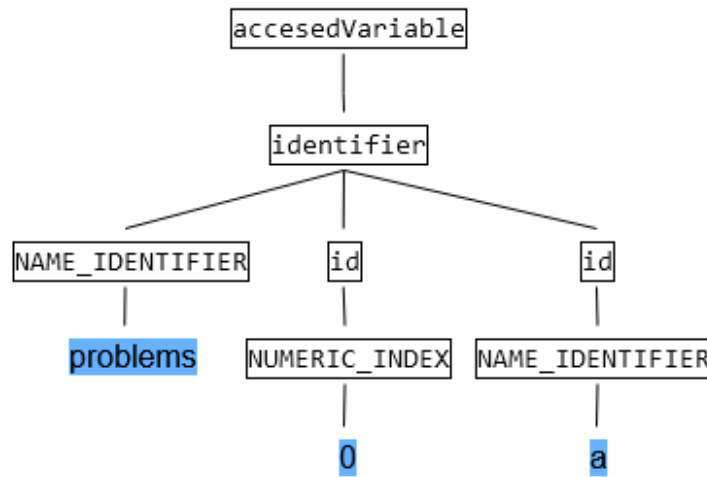 accesedVariable
identifier
NAME_IDENTIFIER id id
problems NUMERIC_INDEX NAME_IDENTIFIER
0 a